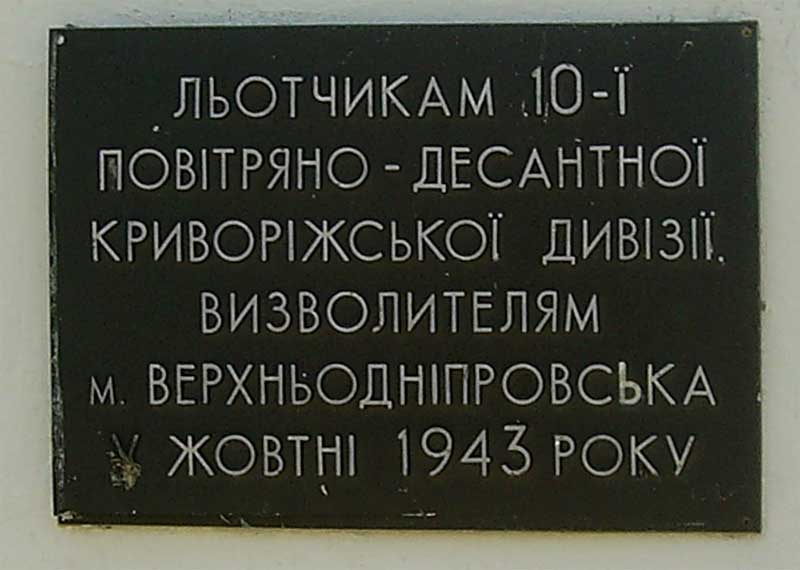 ЛЬОТЧИКАМ 10-Ї
ПОВІТРЯНО-ДЕСАНТНОЇ
КРИВОРІЖСЬКОЇ ДИВІЗІЇ,
ВИЗВОЛИТЕЛЯМ
м. ВЕРХНЬОДНІПРОВСЬКА
У ЖОВТНІ 1943 РОКУ